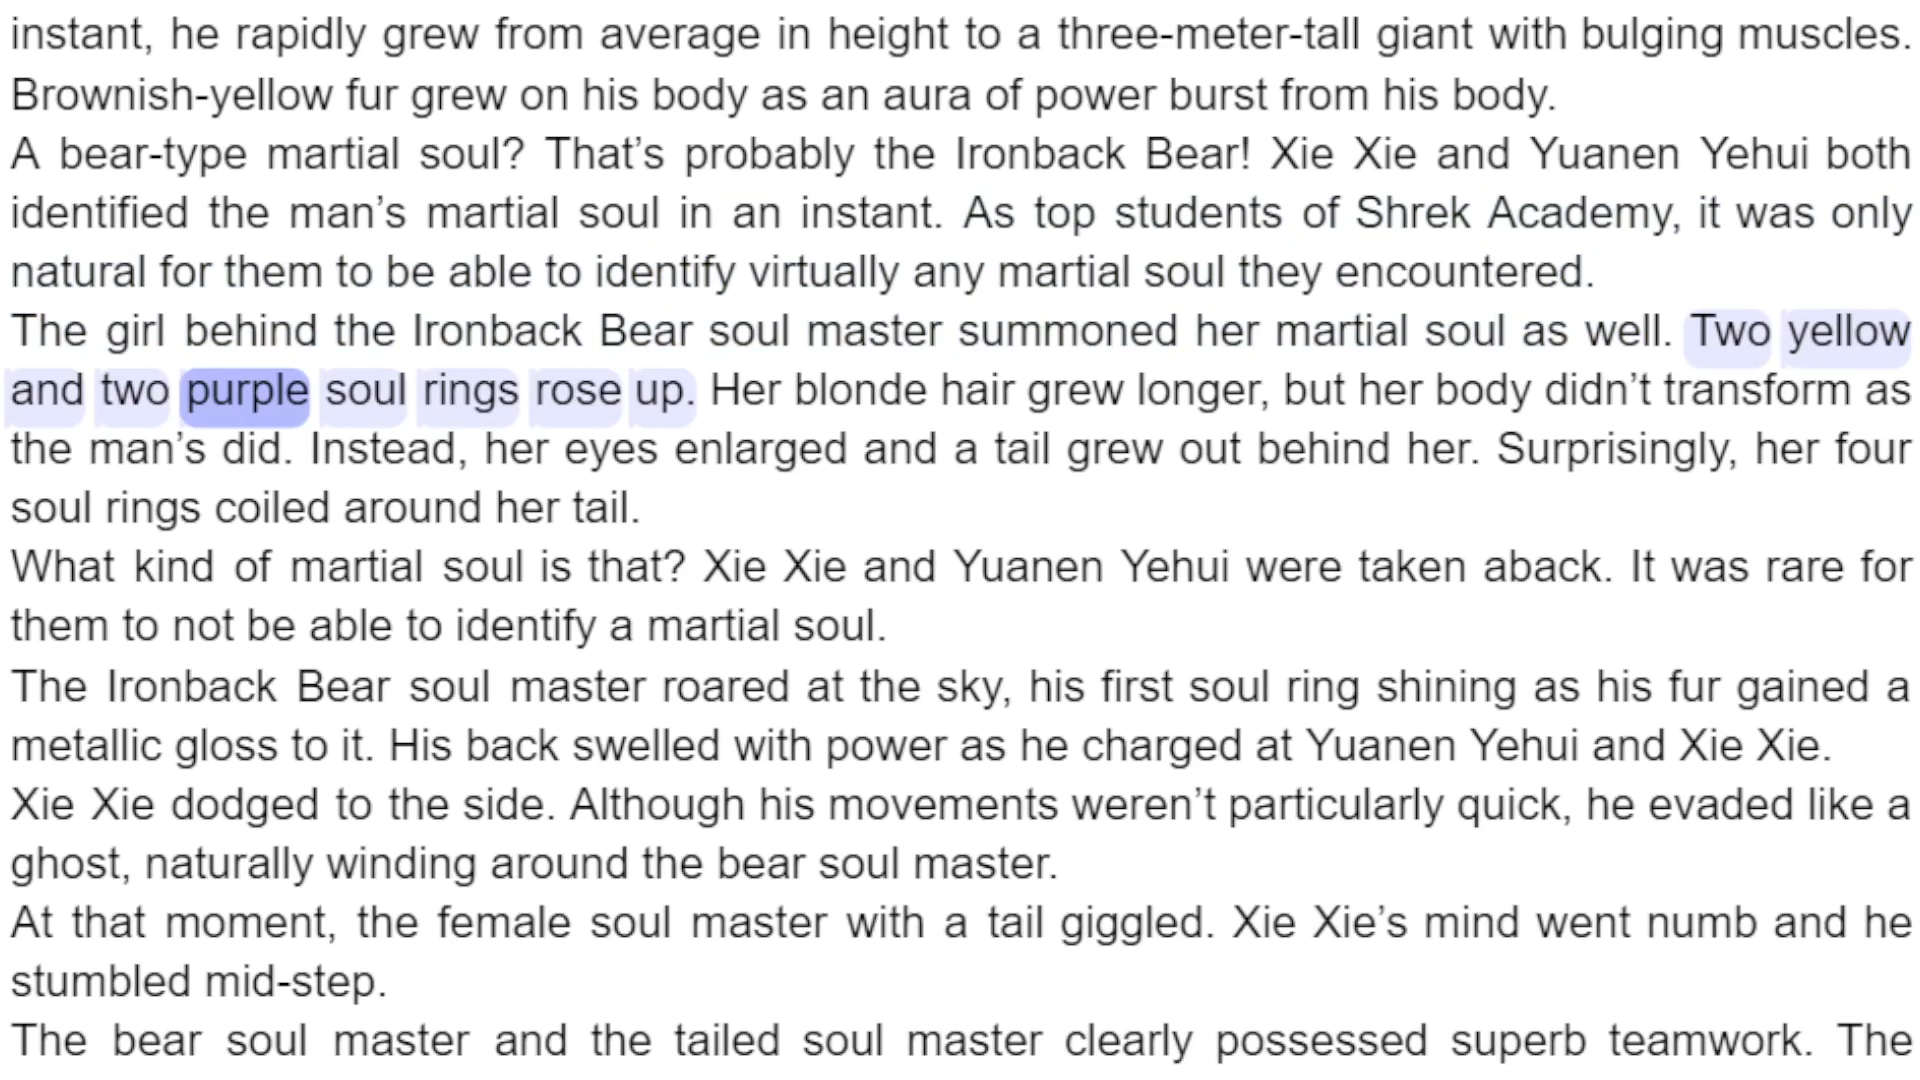 instant, he rapidly grew from average in height to a three-meter-tall giant with bulging muscles.
Brownish-yellow fur grew on his body as an aura of power burst from his body.
A bear-type martial soul? That’s probably the Ironback Bear! Xie Xie and Yuanen Yehui both
identified the man’s martial soul in an instant. As top students of Shrek Academy, it was only
natural for them to be able to identify virtually any martial soul they encountered.
The girl behind the Ironback Bear soul master summoned her martial soul as well. Two yellow
and two purple soul rings rose up. Her blonde hair grew longer, but her body didn’t transform as
the man’s did. Instead, her eyes enlarged and a tail grew out behind her. Surprisingly, her four
soul rings coiled around her tail.
What kind of martial soul is that? Xie Xie and Yuanen Yehui were taken aback. It was rare for
them to not be able to identify a martial soul.
The Ironback Bear soul master roared at the sky, his first soul ring shining as his fur gained a
metallic gloss to it. His back swelled with power as he charged at Yuanen Yehui and Xie Xie.
Xie Xie dodged to the side. Although his movements weren’t particularly quick, he evaded like a
ghost, naturally winding around the bear soul master.
At that moment, the female soul master with a tail giggled. Xie Xie’s mind went numb and he
stumbled mid-step.
The bear soul master and the tailed soul master clearly possessed superb teamwork. The